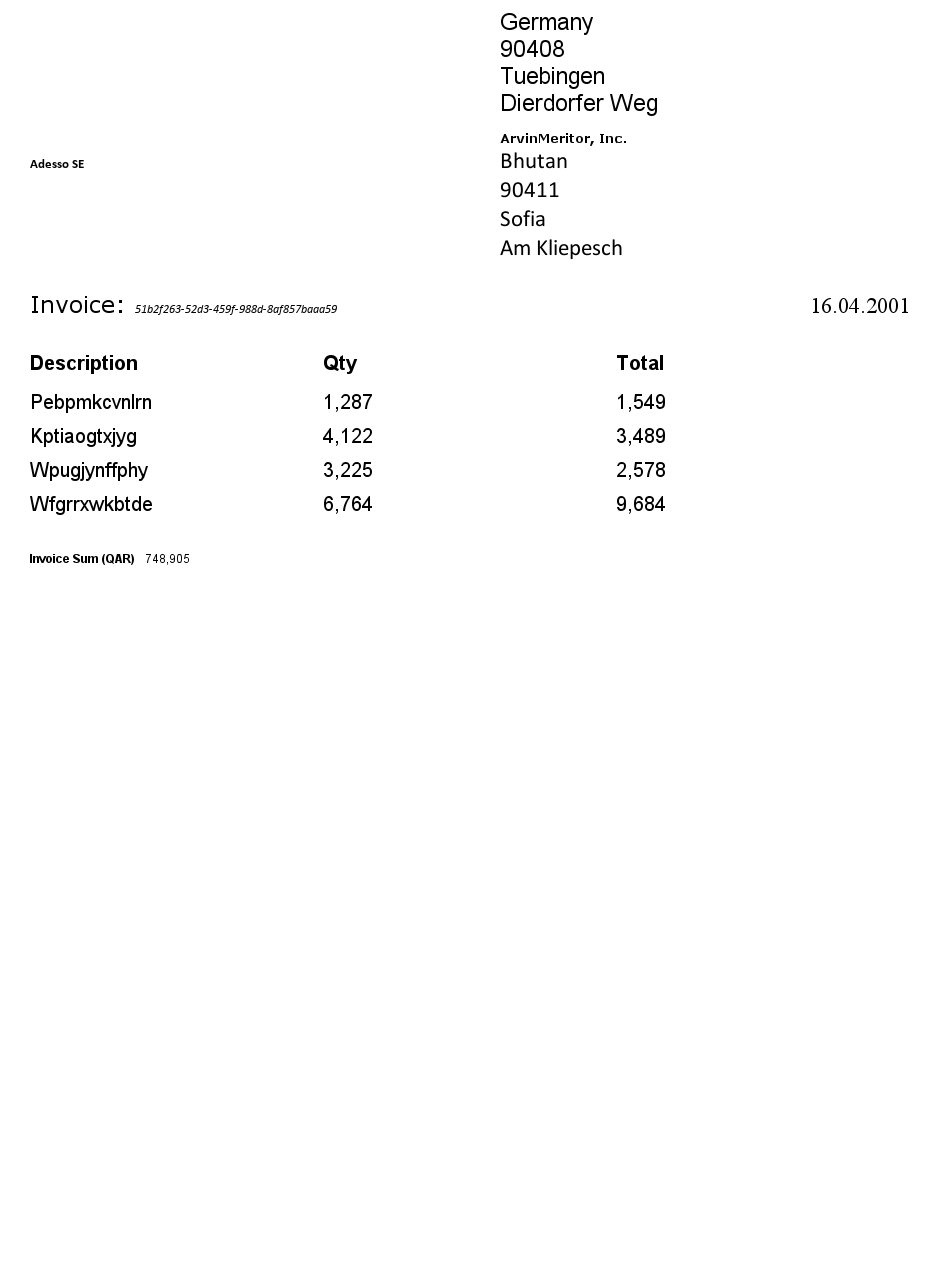 Germany
90408
Tuebingen
Dierdorfer Weg
ArvinMeritor, Inc.
Adesso SE
Bhutan
90411
Sofia
Am Kliepesch
Invoice: 51b2f263-52d3-459f-988d-8af857baaa59 16.04.2001
Description Qty Total
Pebpmkcvnlrn 1,287 1,549
Kptiaogtxjyg 4,122 3,489
Wpugjynffphy 3,225 2,578
Wfgrrxwkbtde 6,764 9,684
Invoice Sum (QAR) 748,905